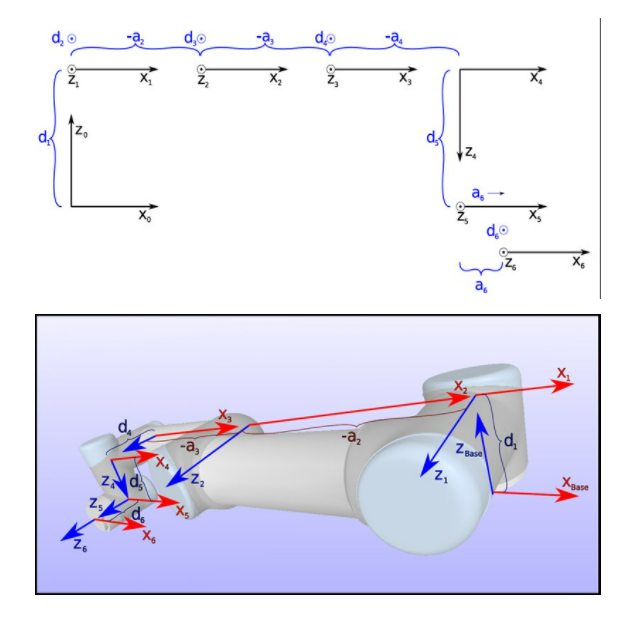 d₂ -a₂ d₃ -a₃ d₄ -a₄
z₁ x₁ z₂ x₂ z₃ x₃ x₄
d₁ z₀ d₅ z₄
a₆
x₀ z₅ x₅
d₆
z₆ x₆
a₆
x₂ x₁
d₄ x₃
-a₃ -a₂ d₁
x₄ z_Base
z₄ d₅ z₂ z₁ x_Base
z₅ x₅
d₆
x₆
z₆